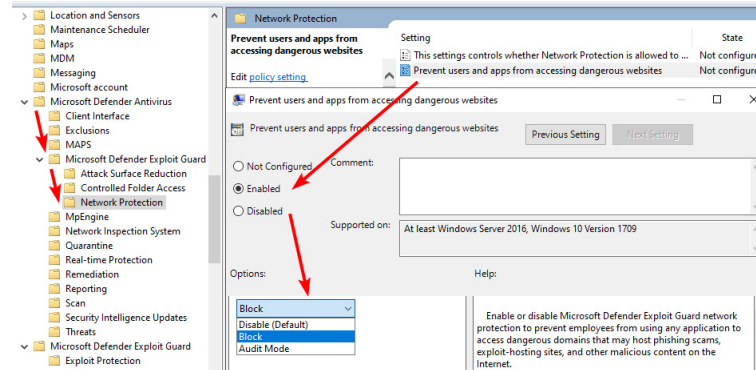 Location and Sensors
Maintenance Scheduler
Maps
MDM
Messaging
Microsoft account
Microsoft Defender Antivirus
Client Interface
Exclusions
MAPS
Microsoft Defender Exploit Guard
Attack Surface Reduction
Controlled Folder Access
Network Protection
MpEngine
Network Inspection System
Quarantine
Real-time Protection
Remediation
Reporting
Scan
Security Intelligence Updates
Threats
Microsoft Defender Exploit Guard
Exploit Protection
Network Protection
Prevent users and apps from
accessing dangerous websites
Edit policy setting
Setting State
This settings controls whether Network Protection is allowed to ... Not configure
Prevent users and apps from accessing dangerous websites Not configure
Prevent users and apps from accessing dangerous websites
Prevent users and apps from accessing dangerous websites
Previous Setting
Next Setting
Not Configured
Comment:
Enabled
Disabled
Supported on:
At least Windows Server 2016, Windows 10 Version 1709
Options:
Help:
Block
Disable (Default)
Block
Audit Mode
Enable or disable Microsoft Defender Exploit Guard network
protection to prevent employees from using any application to
access dangerous domains that may host phishing scams,
exploit-hosting sites, and other malicious content on the
Internet.